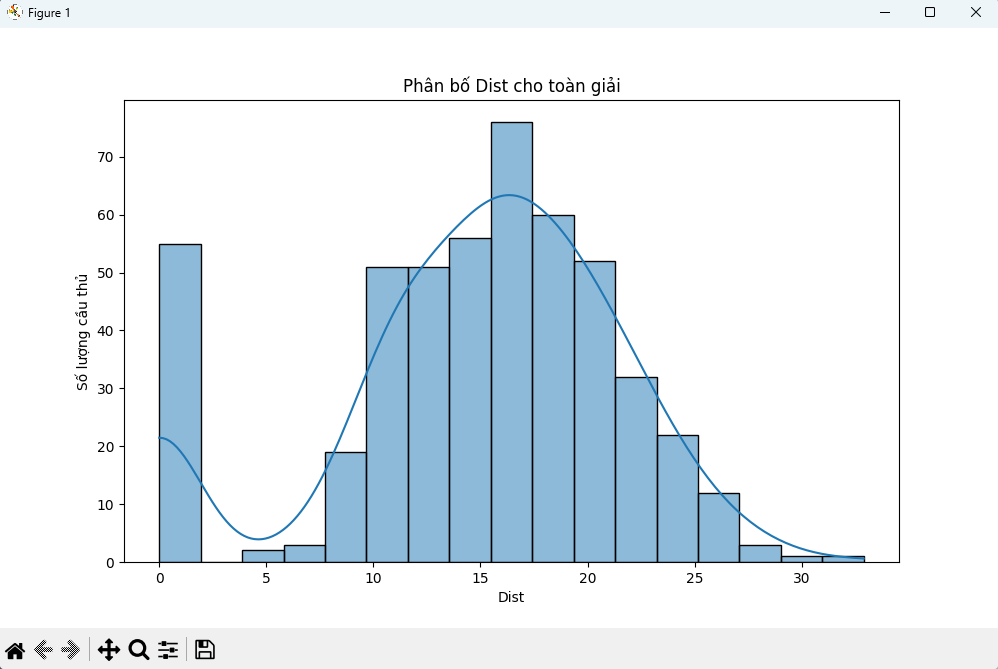 Figure 1
Phân bố Dist cho toàn giải
Số lượng cầu thủ
70
60
50
40
30
20
10
0
0 5 10 15 20 25 30
Dist